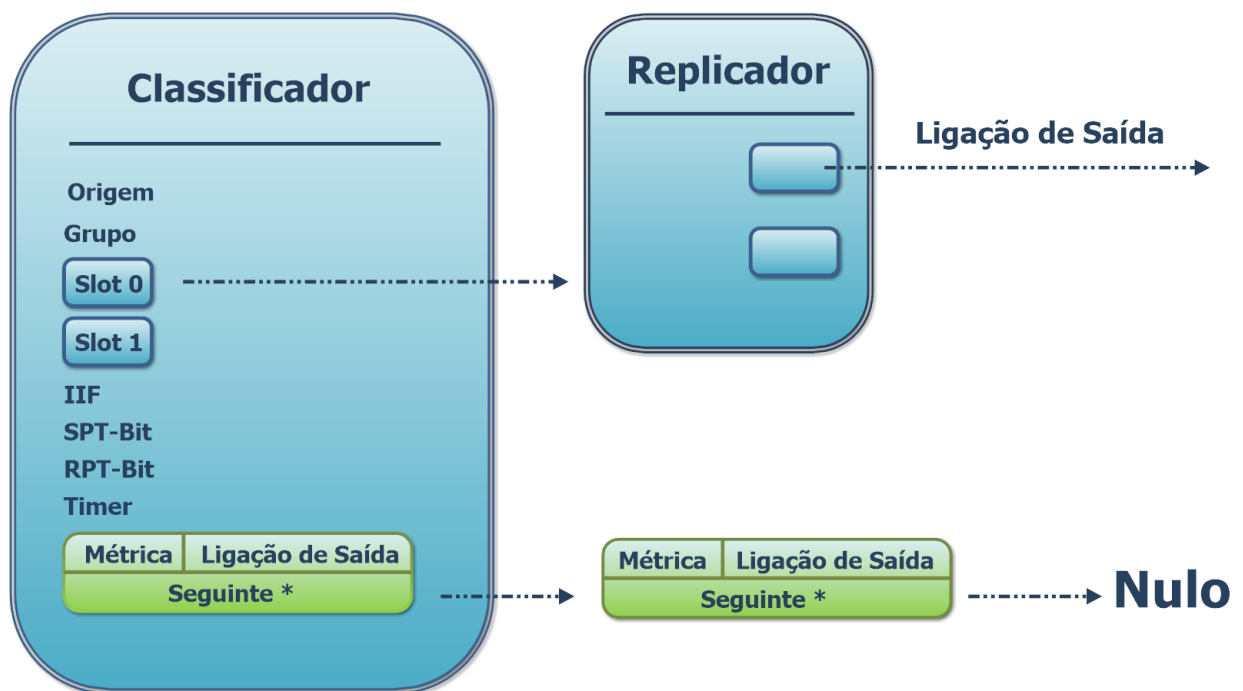 Classificador
Origem
Grupo
Slot 0
Slot 1
IIF
SPT-Bit
RPT-Bit
Timer
Métrica Ligação de Saída
Seguinte *
Replicador
Ligação de Saída
Métrica Ligação de Saída
Seguinte *
Nulo